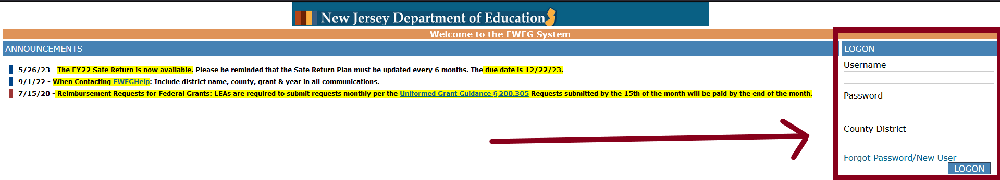 New Jersey Department of Education
Welcome to the EWEG System
ANNOUNCEMENTS
5/26/23 - The FY22 Safe Return is now available. Please be reminded that the Safe Return Plan must be updated every 6 months. The due date is 12/22/23.
9/1/22 - When Contacting EWEGHelp: Include district name, county, grant & year in all communications.
7/15/20 - Reimbursement Requests for Federal Grants: LEAs are required to submit requests monthly per the Uniformed Grant Guidance § 200.305 Requests submitted by the 15th of the month will be paid by the end of the month.
LOGON
Username
Password
County District
Forgot Password/New User
LOGON